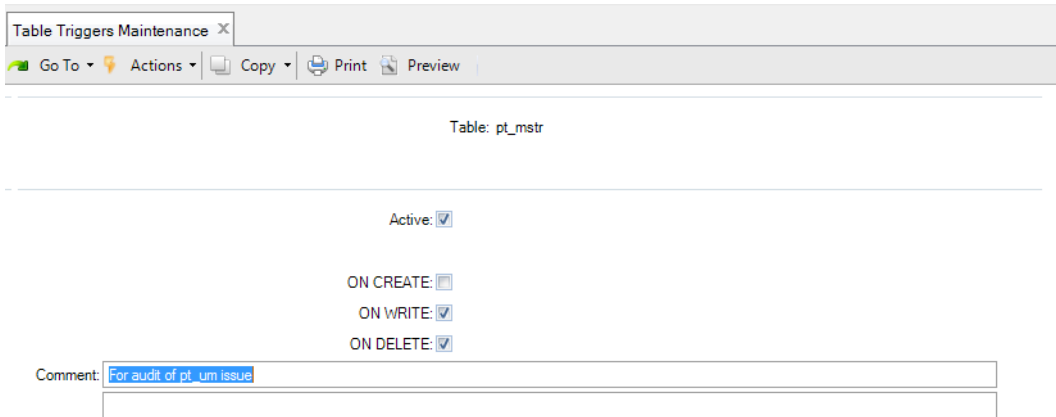 Table Triggers Maintenance X
Go To Actions Copy Print Preview
Table: pt_mstr
Active:
ON CREATE:
ON WRITE:
ON DELETE:
Comment: For audit of pt_um issue